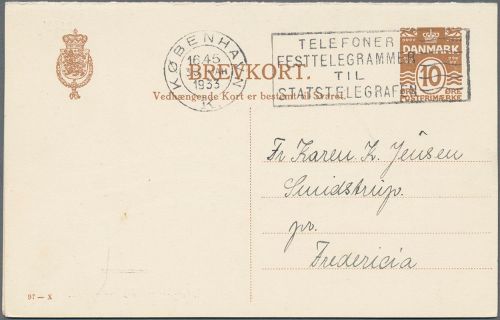 KØBENHAVN
16.45
1933
K.
TELEFONER
FESTTELEGRAMMER
TIL
STATSTELEGRAFEN
DANMARK
10
ØRE ØRE
POSTFRIMÆRKE
BREVKORT.
Vedhængende Kort er bestemt til Svaret.
Fr. Karen K. Jensen
Smidstrup.
pr.
Fredericia
97 — X